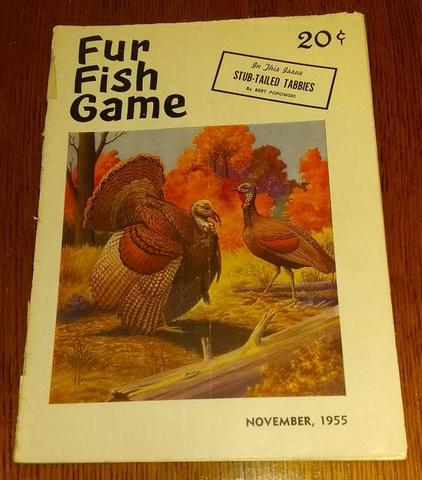 Fur
Fish
Game
20¢
In This Issue
STUB-TAILED TABBIES
By BERT POPOWSKI
NOVEMBER, 1955